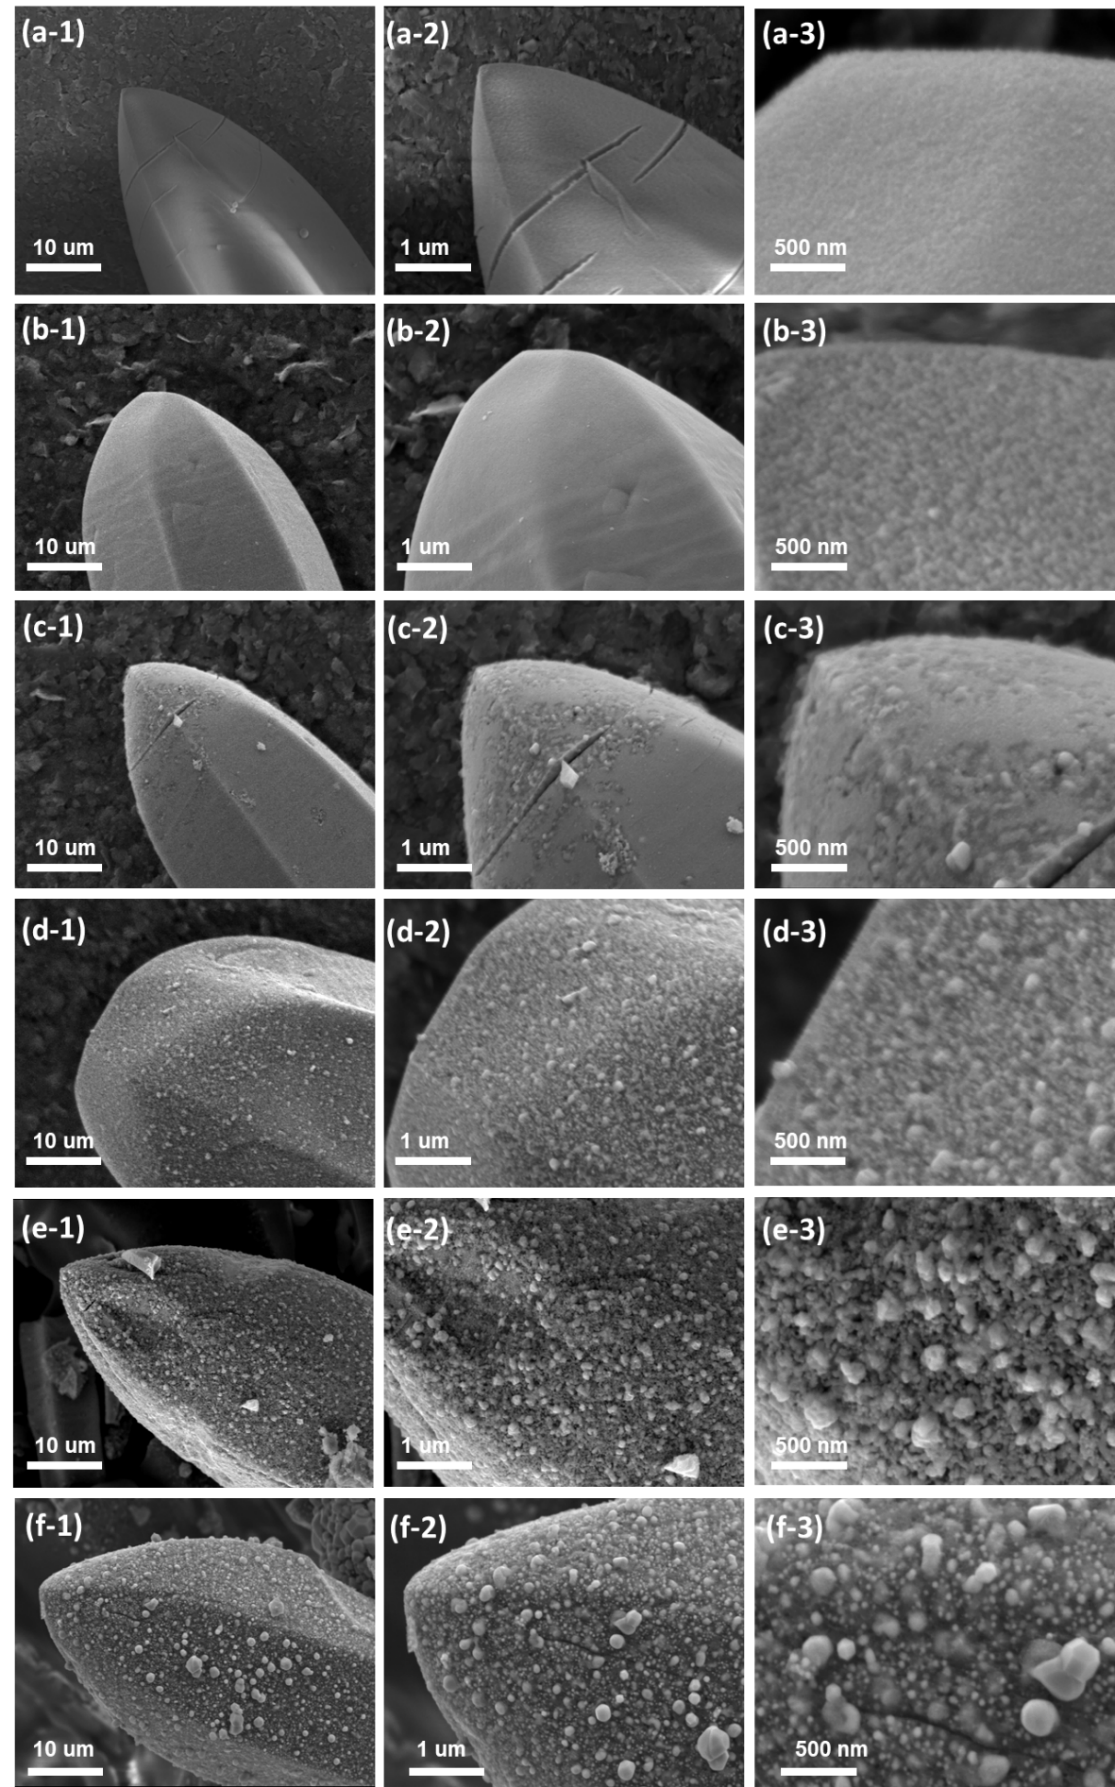 (a-1)
10 um
(a-2)
1 um
(a-3)
500 nm
(b-1)
10 um
(b-2)
1 um
(b-3)
500 nm
(c-1)
10 um
(c-2)
1 um
(c-3)
500 nm
(d-1)
10 um
(d-2)
1 um
(d-3)
500 nm
(e-1)
10 um
(e-2)
1 um
(e-3)
500 nm
(f-1)
10 um
(f-2)
1 um
(f-3)
500 nm